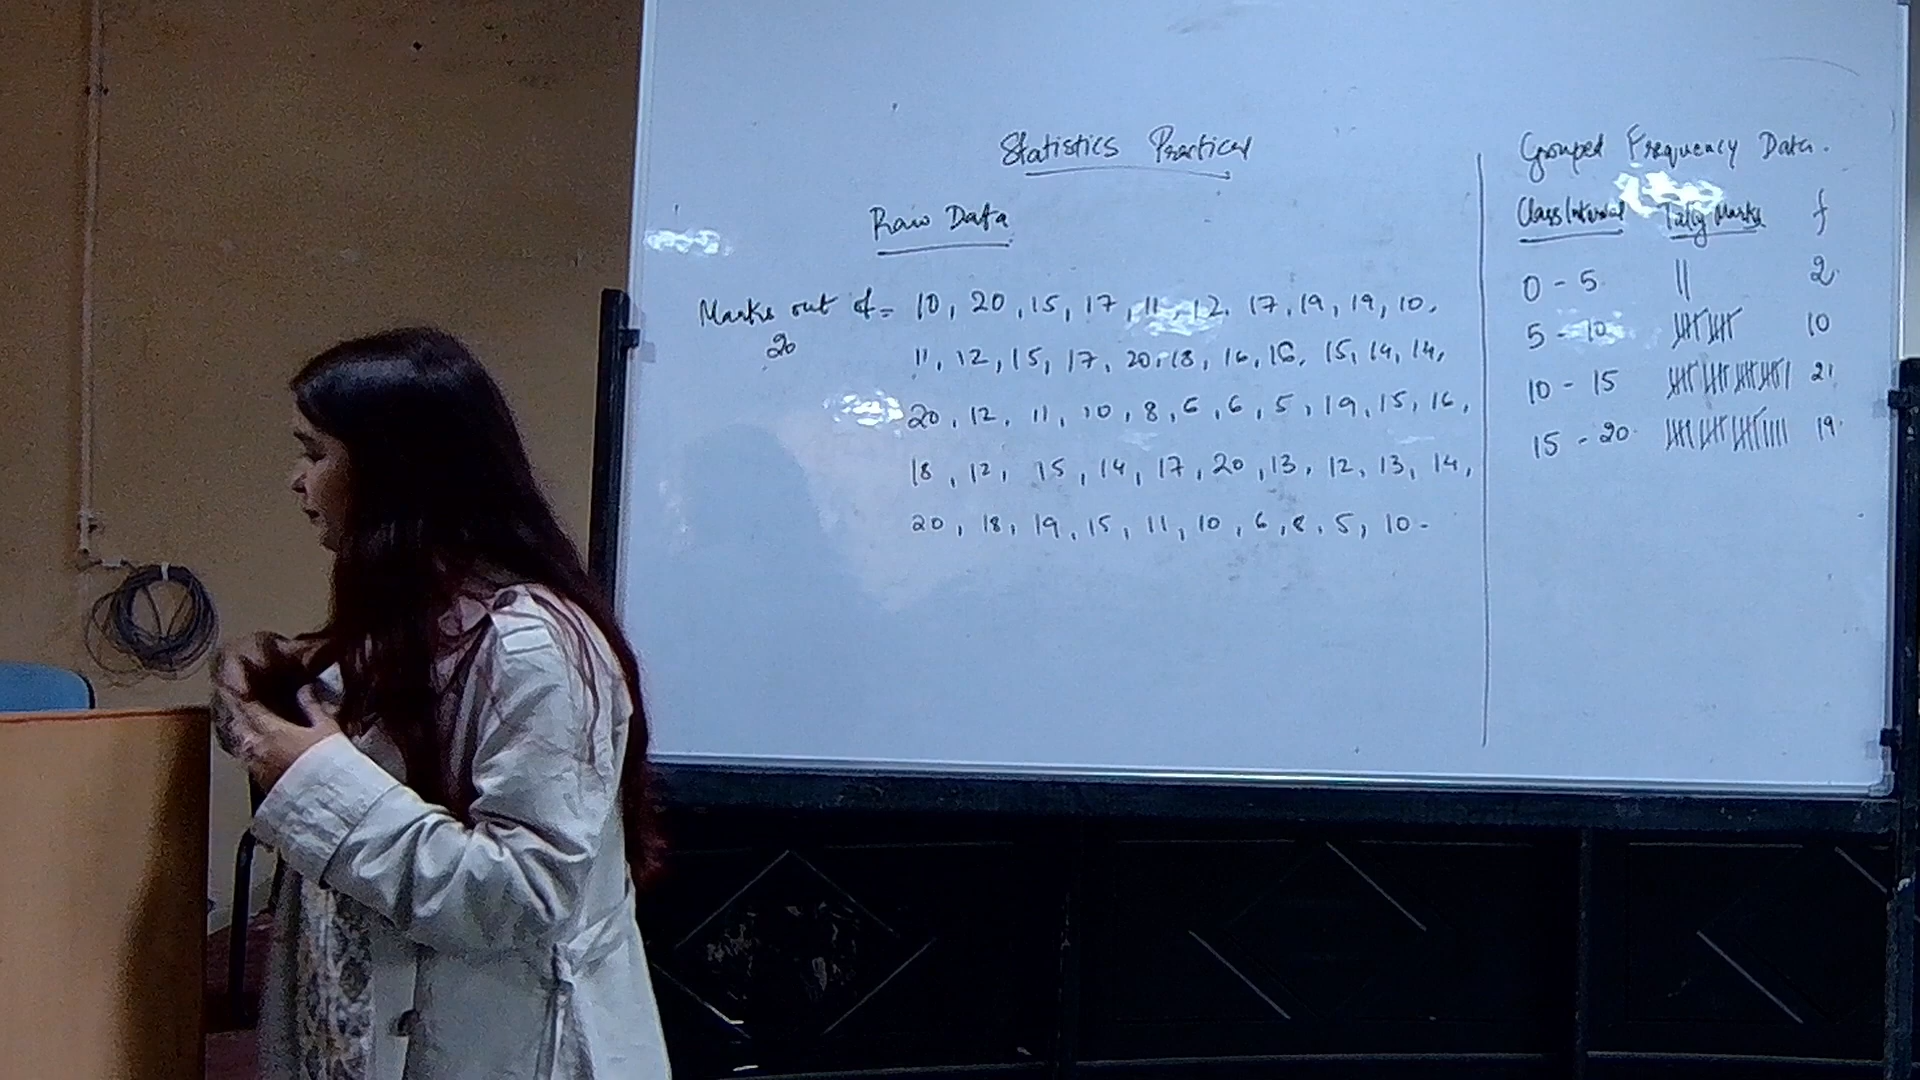 Statistics Practical
Raw Data
Marks out of = 10, 20, 15, 17, 11, 12, 17, 19, 19, 10,
20
11, 12, 15, 17, 20, 18, 16, 16, 15, 14, 14,
20, 12, 11, 10, 8, 6, 6, 5, 19, 15, 16,
18, 12, 15, 14, 17, 20, 13, 12, 13, 14,
20, 18, 19, 15, 11, 10, 6, 8, 5, 10.
Grouped Frequency Data.
Class Interval Tally Marks f
0 - 5 || 2
5 - 10 10
10 - 15 21
15 - 20 19